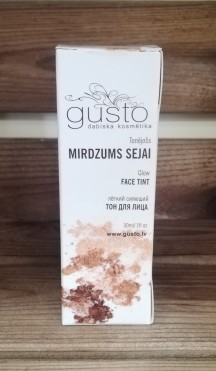 gusto
dabiska kosmētika
Tonējošs
MIRDZUMS SEJAI
Glow
FACE TINT
лёгкий сияющий
ТОН ДЛЯ ЛИЦА
www.gusto.lv